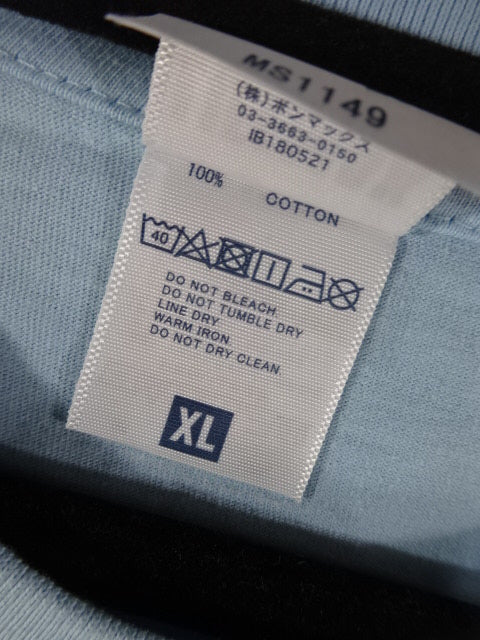 MS1149
(株)ボンマックス
03-3663-0150
IB180521
100% COTTON
40
DO NOT BLEACH
DO NOT TUMBLE DRY
LINE DRY
WARM IRON
DO NOT DRY CLEAN
XL